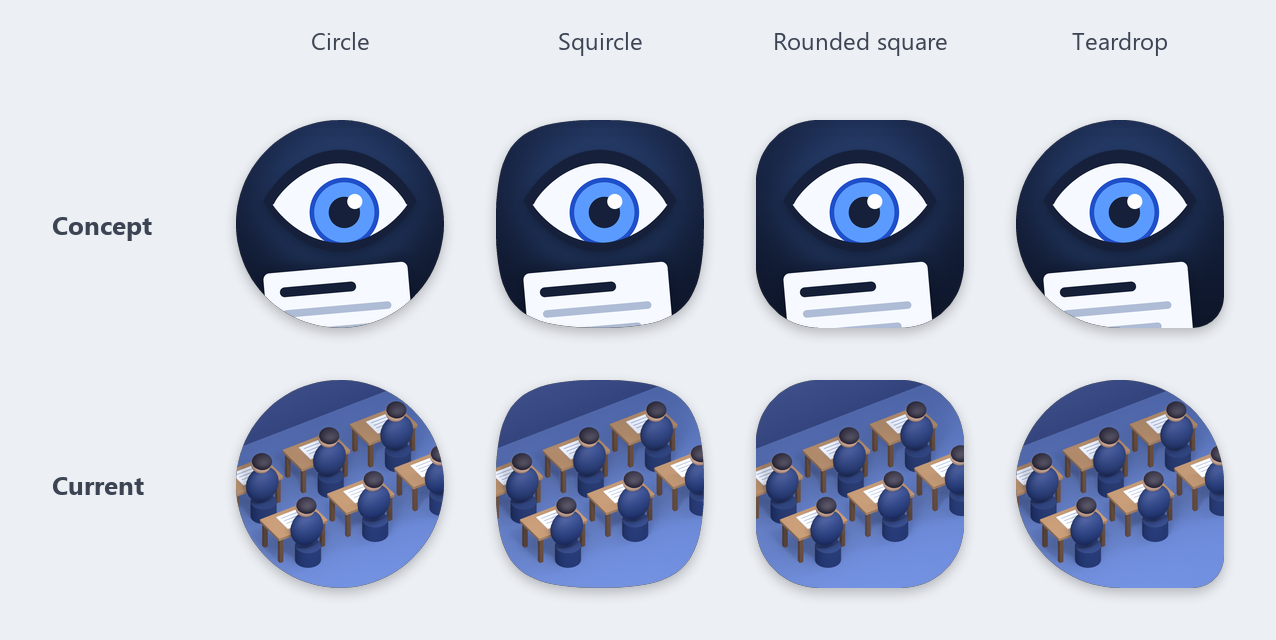 Circle
Squircle
Rounded square
Teardrop
Concept
Current